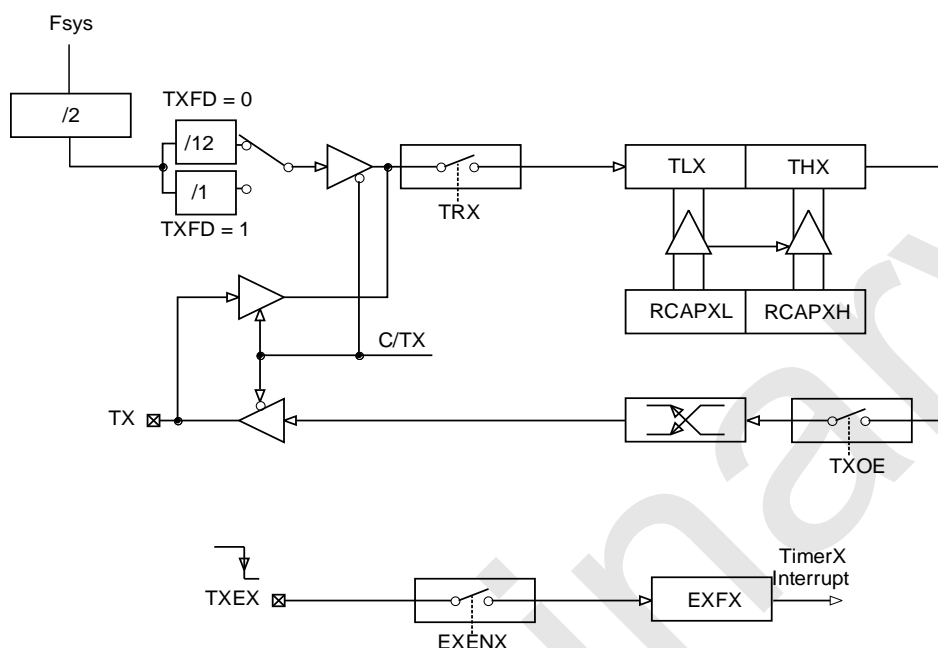 Fsys
/2
TXFD = 0
/12
/1
TXFD = 1
TRX
TLX
THX
RCAPXL
RCAPXH
C/TX
TX
TXOE
TXEX
EXENX
EXFX
TimerX
Interrupt
inary